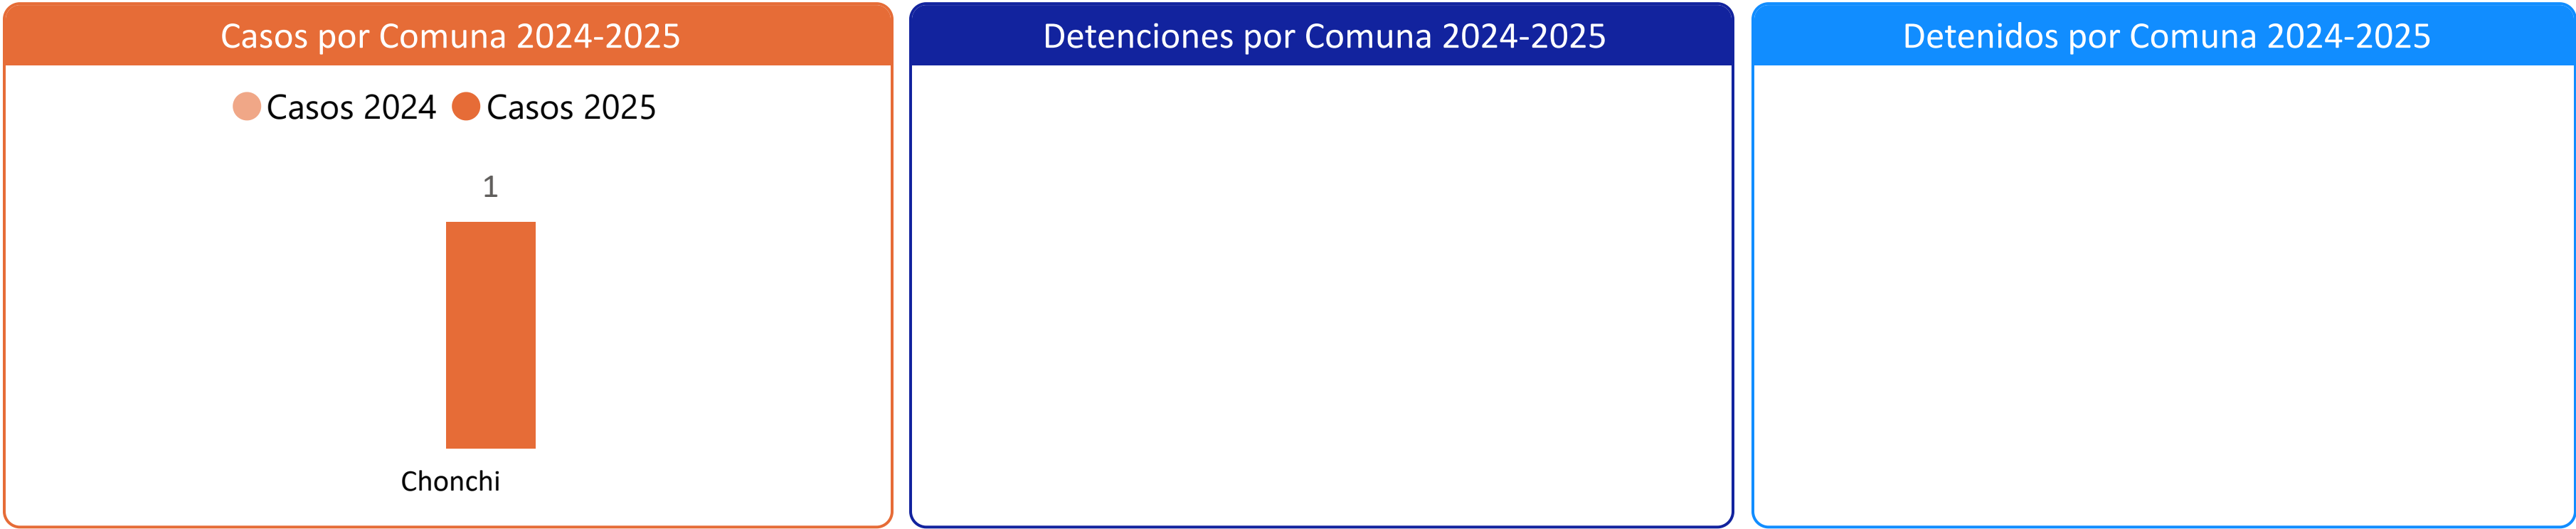 Casos por Comuna 2024-2025
Casos 2024 Casos 2025
1
Chonchi
Detenciones por Comuna 2024-2025
Detenidos por Comuna 2024-2025